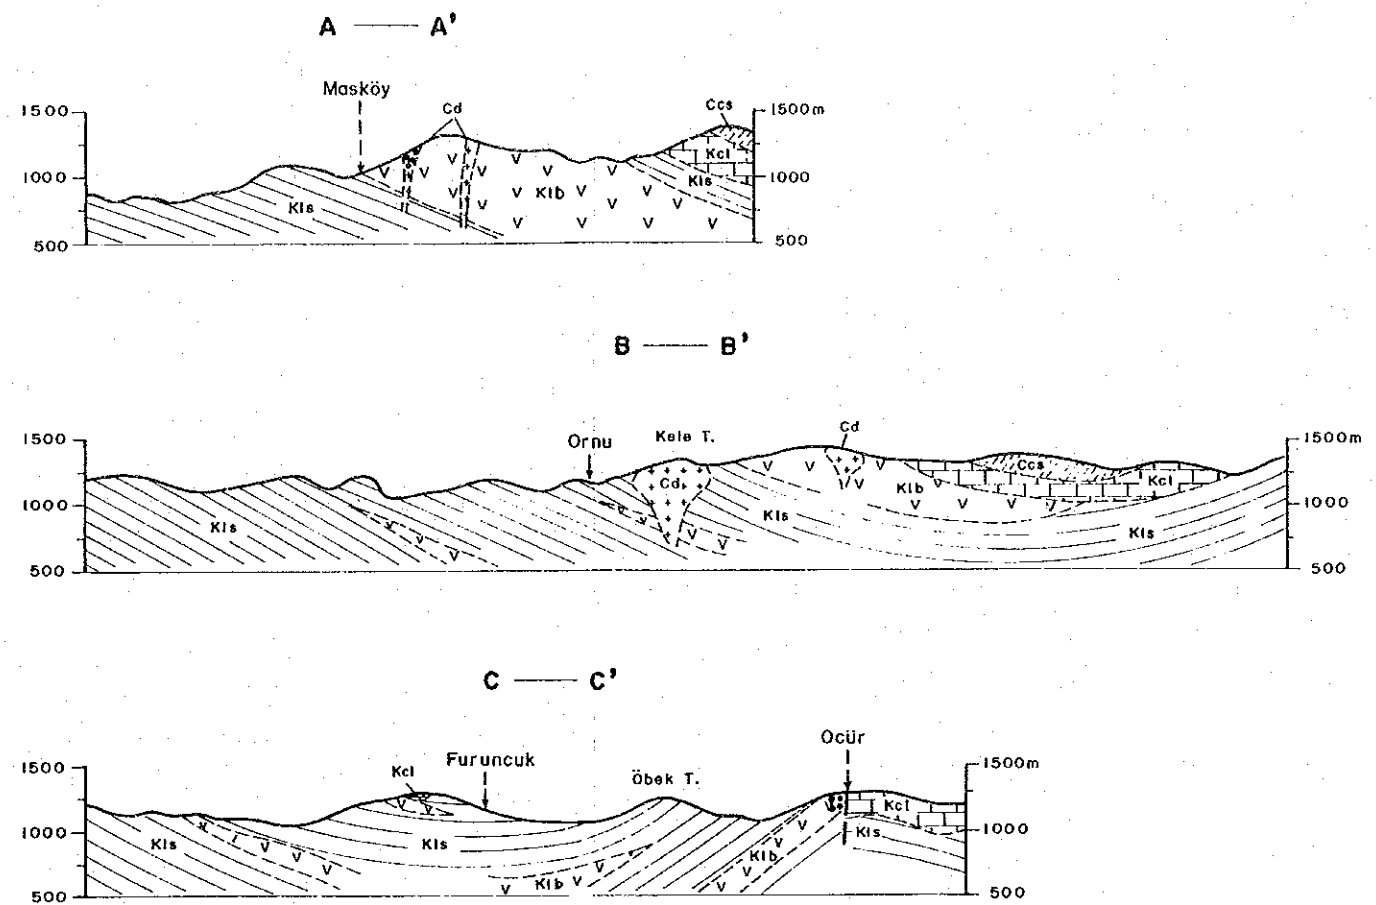 A —— A'
Masköy
Cd
Ccs
1500
1500m
Kcl
1000
1000
Kls
Klb
Kls
500
500
B —— B'
Ornu
Kele T.
Cd
1500
1500m
Ccs
Cd
Klb
Kcl
1000
1000
Kls
Kls
Kls
500
500
C —— C'
Ocür
Furuncuk
Kcl
Öbek T.
1500
1500m
Kcl
1000
1000
Kls
Kls
Kls
Klb
Klb
500
500